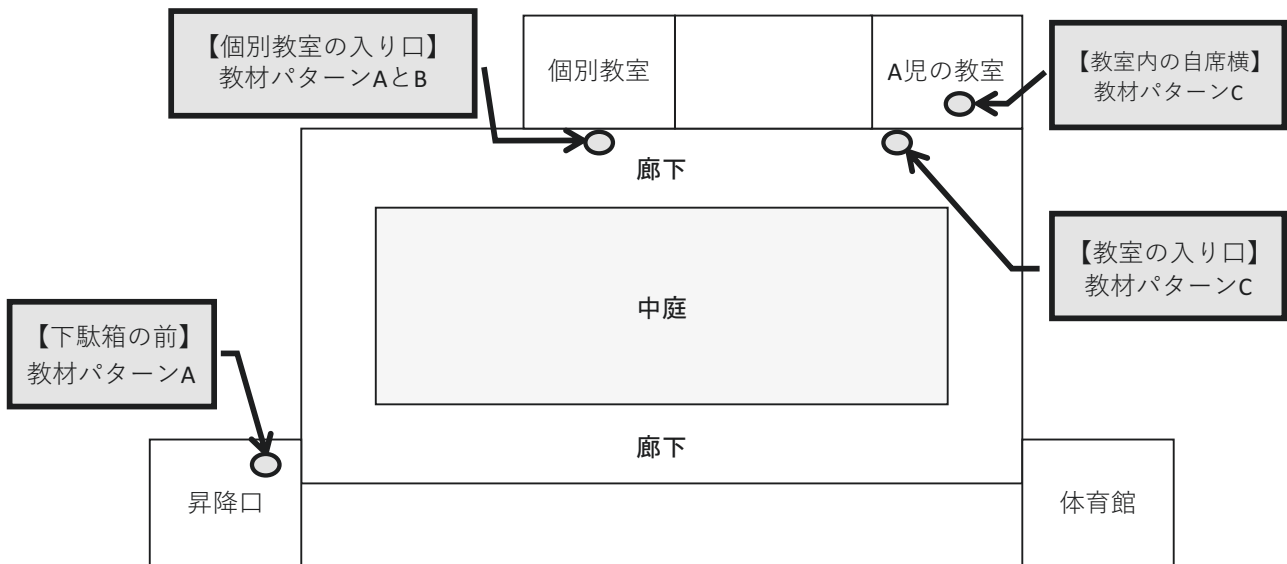 【個別教室の入り口】
教材パターンAとB
個別教室
A児の教室
【教室内の自席横】
教材パターンC
廊下
【教室の入り口】
教材パターンC
中庭
【下駄箱の前】
教材パターンA
廊下
昇降口
体育館